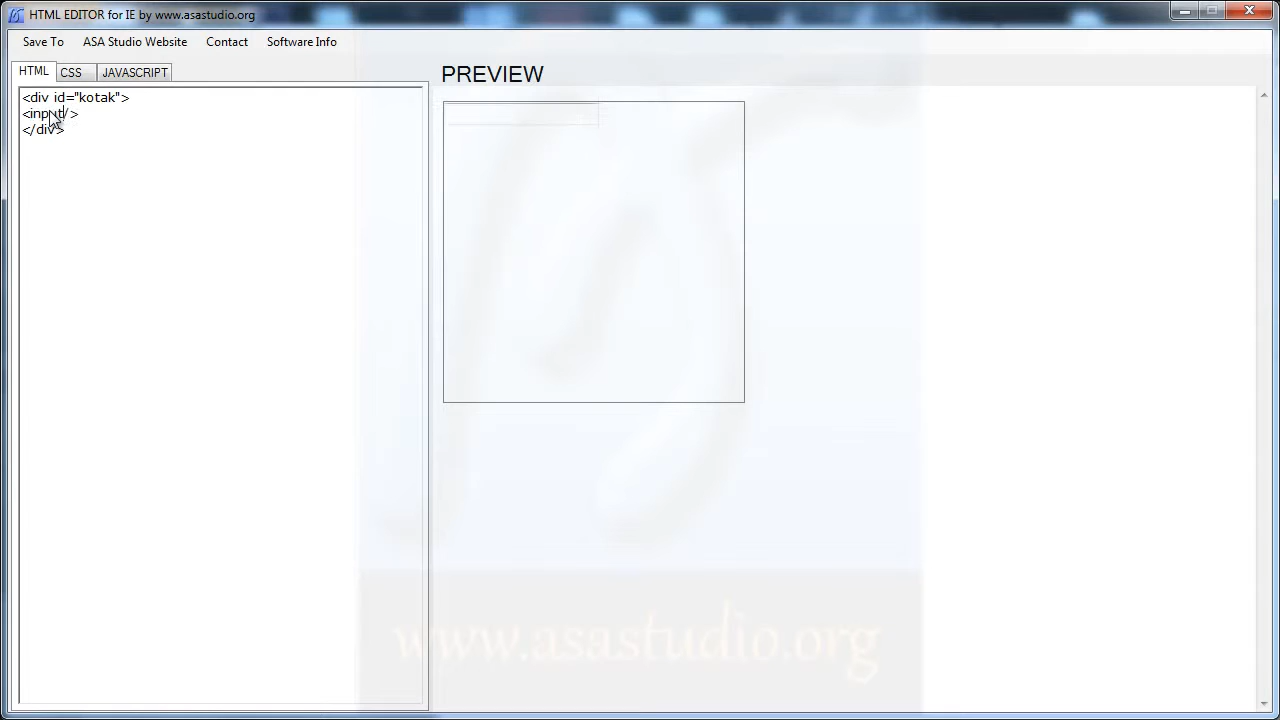 HTML EDITOR for IE by www.asastudio.org
Save To ASA Studio Website Contact Software Info
HTML CSS JAVASCRIPT
PREVIEW
<div id="kotak">
<input/>
</div>
www.asastudio.org